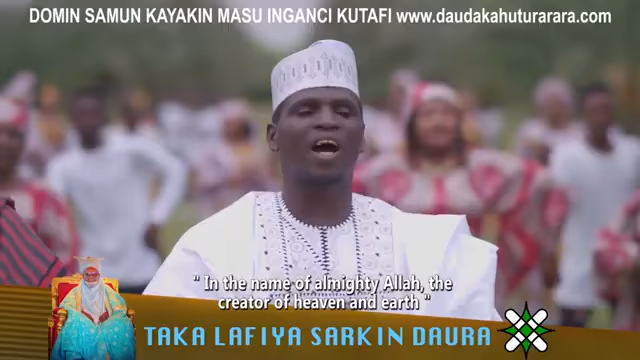 DOMIN SAMUN KAYAKIN MASU INGANCI KUTAFI www.daudakahuturarara.com
" In the name of almighty Allah, the
creator of heaven and earth "
TAKA LAFIYA SARKIN DAURA